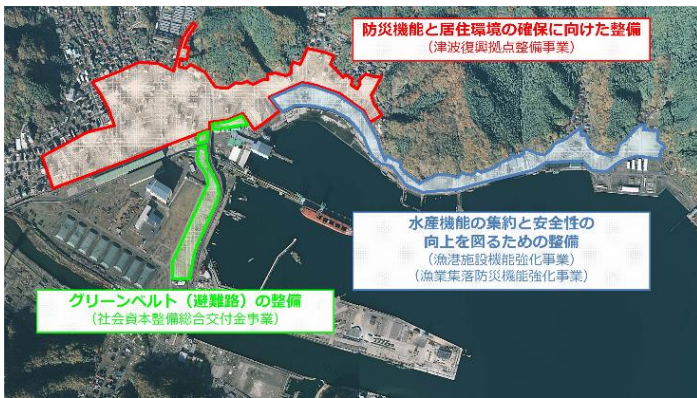 防災機能と居住環境の確保に向けた整備
（津波復興拠点整備事業）
水産機能の集約と安全性の
向上を図るための整備
（漁港施設機能強化事業）
（漁業集落防災機能強化事業）
グリーンベルト（避難路）の整備
（社会資本整備総合交付金事業）